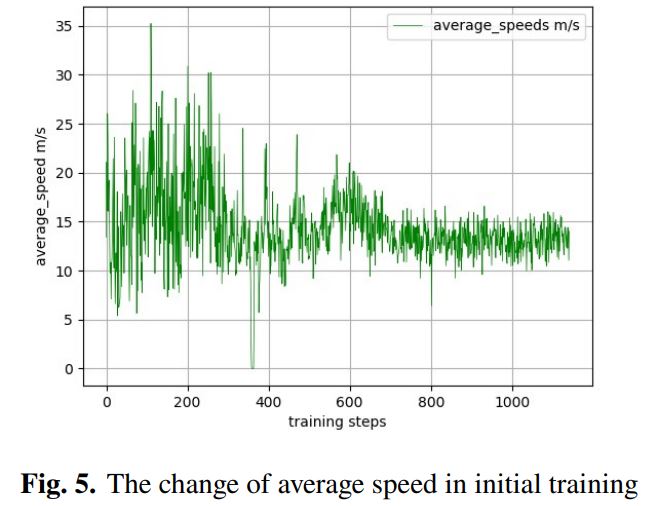 average_speeds m/s
35
30
25
20
15
10
5
0
average_speed m/s
0 200 400 600 800 1000
training steps
Fig. 5. The change of average speed in initial training